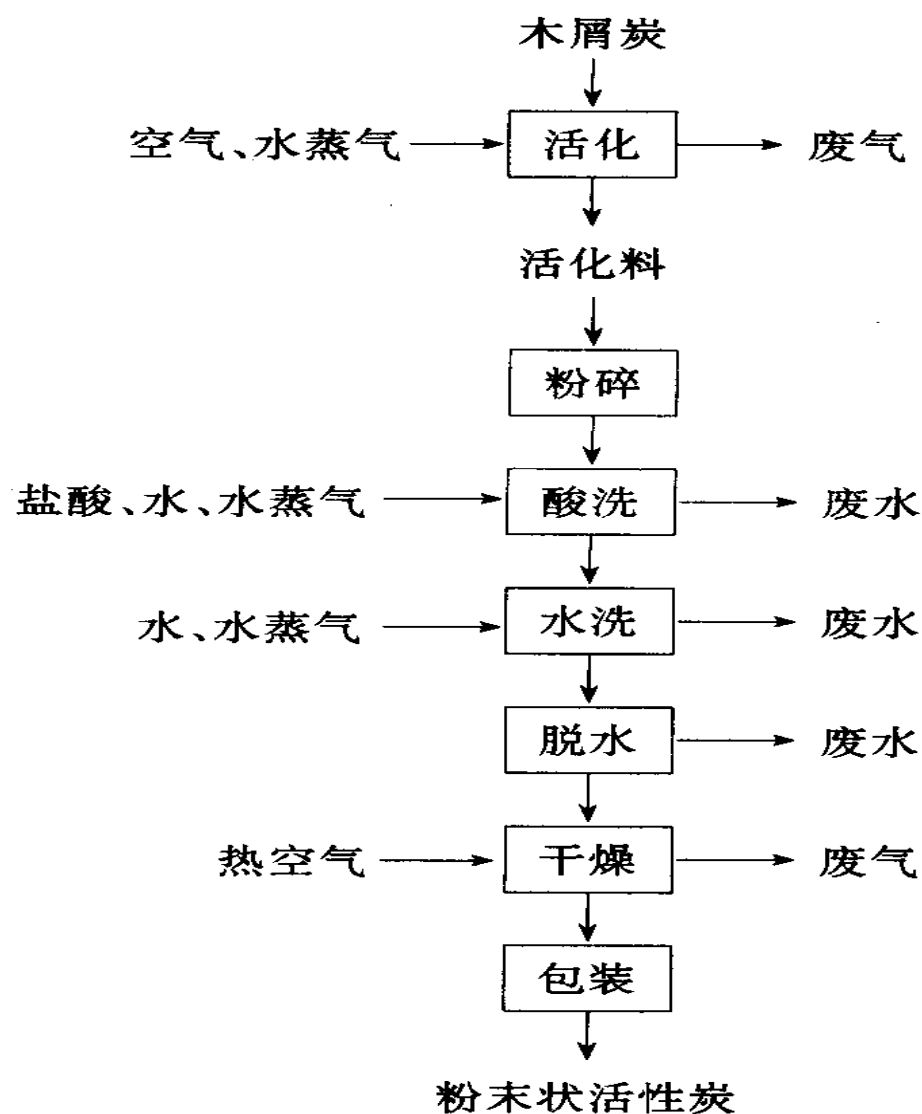 木屑炭
空气、水蒸气
活化
废气
活化料
粉碎
盐酸、水、水蒸气
酸洗
废水
水、水蒸气
水洗
废水
脱水
废水
热空气
干燥
废气
包装
粉末状活性炭